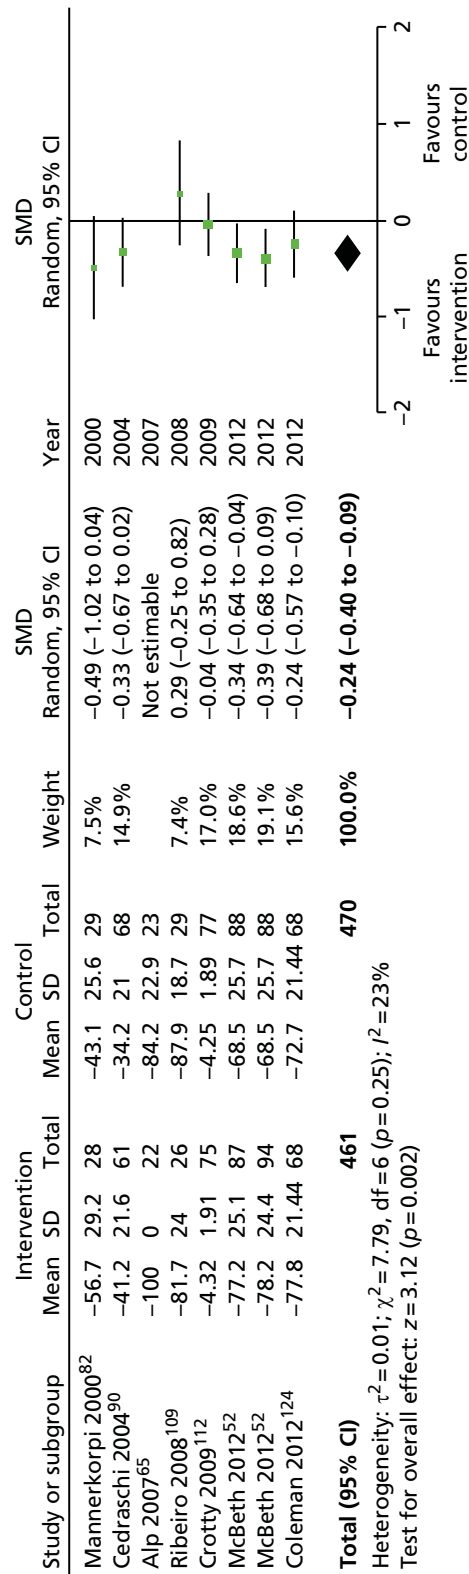 Intervention Control SMD SMD
Study or subgroup Mean SD Total Mean SD Total Weight Random, 95% CI Year Random, 95% CI
Mannerkorpi 2000⁸² −56.7 29.2 28 −43.1 25.6 29 7.5% −0.49 (−1.02 to 0.04) 2000
Cedraschi 2004⁹⁰ −41.2 21.6 61 −34.2 21 68 14.9% −0.33 (−0.67 to 0.02) 2004
Alp 2007⁶⁵ −100 0 22 −84.2 22.9 23 Not estimable 2007
Ribeiro 2008¹⁰⁹ −81.7 24 26 −87.9 18.7 29 7.4% 0.29 (−0.25 to 0.82) 2008
Crotty 2009¹¹² −4.32 1.91 75 −4.25 1.89 77 17.0% −0.04 (−0.35 to 0.28) 2009
McBeth 2012⁵² −77.2 25.1 87 −68.5 25.7 88 18.6% −0.34 (−0.64 to −0.04) 2012
McBeth 2012⁵² −78.2 24.4 94 −68.5 25.7 88 19.1% −0.39 (−0.68 to 0.09) 2012
Coleman 2012¹²⁴ −77.8 21.44 68 −72.7 21.44 68 15.6% −0.24 (−0.57 to −0.10) 2012
Total (95% CI) 461 470 100.0% −0.24 (−0.40 to −0.09)
Heterogeneity: τ²=0.01; χ²=7.79, df=6 (p=0.25); I²=23%
Test for overall effect: z=3.12 (p=0.002)
−2 −1 0 1 2
Favours Favours
intervention control